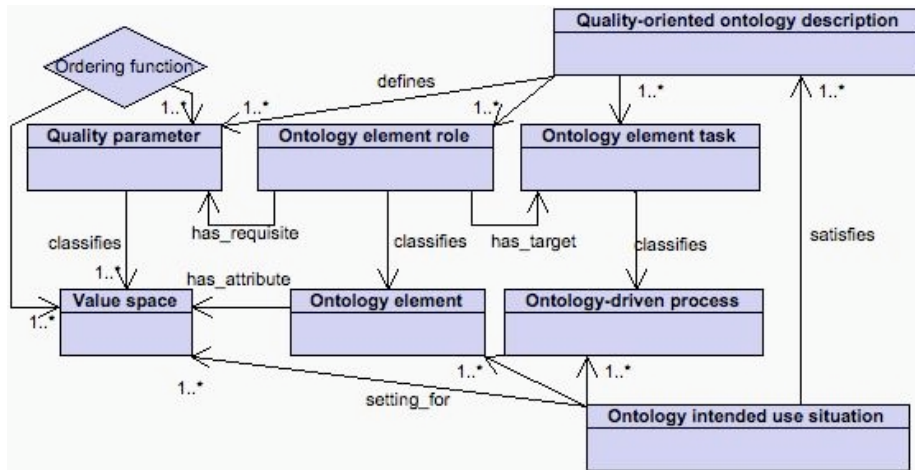 Quality-oriented ontology description
Ordering function
defines
1..*
1..*
1..*
1..*
1..*
Quality parameter
Ontology element role
Ontology element task
has_requisite
has_target
classifies
classifies
classifies
satisfies
1..*
has_attribute
Value space
Ontology element
Ontology-driven process
1..*
1..*
1..*
1..*
setting_for
Ontology intended use situation